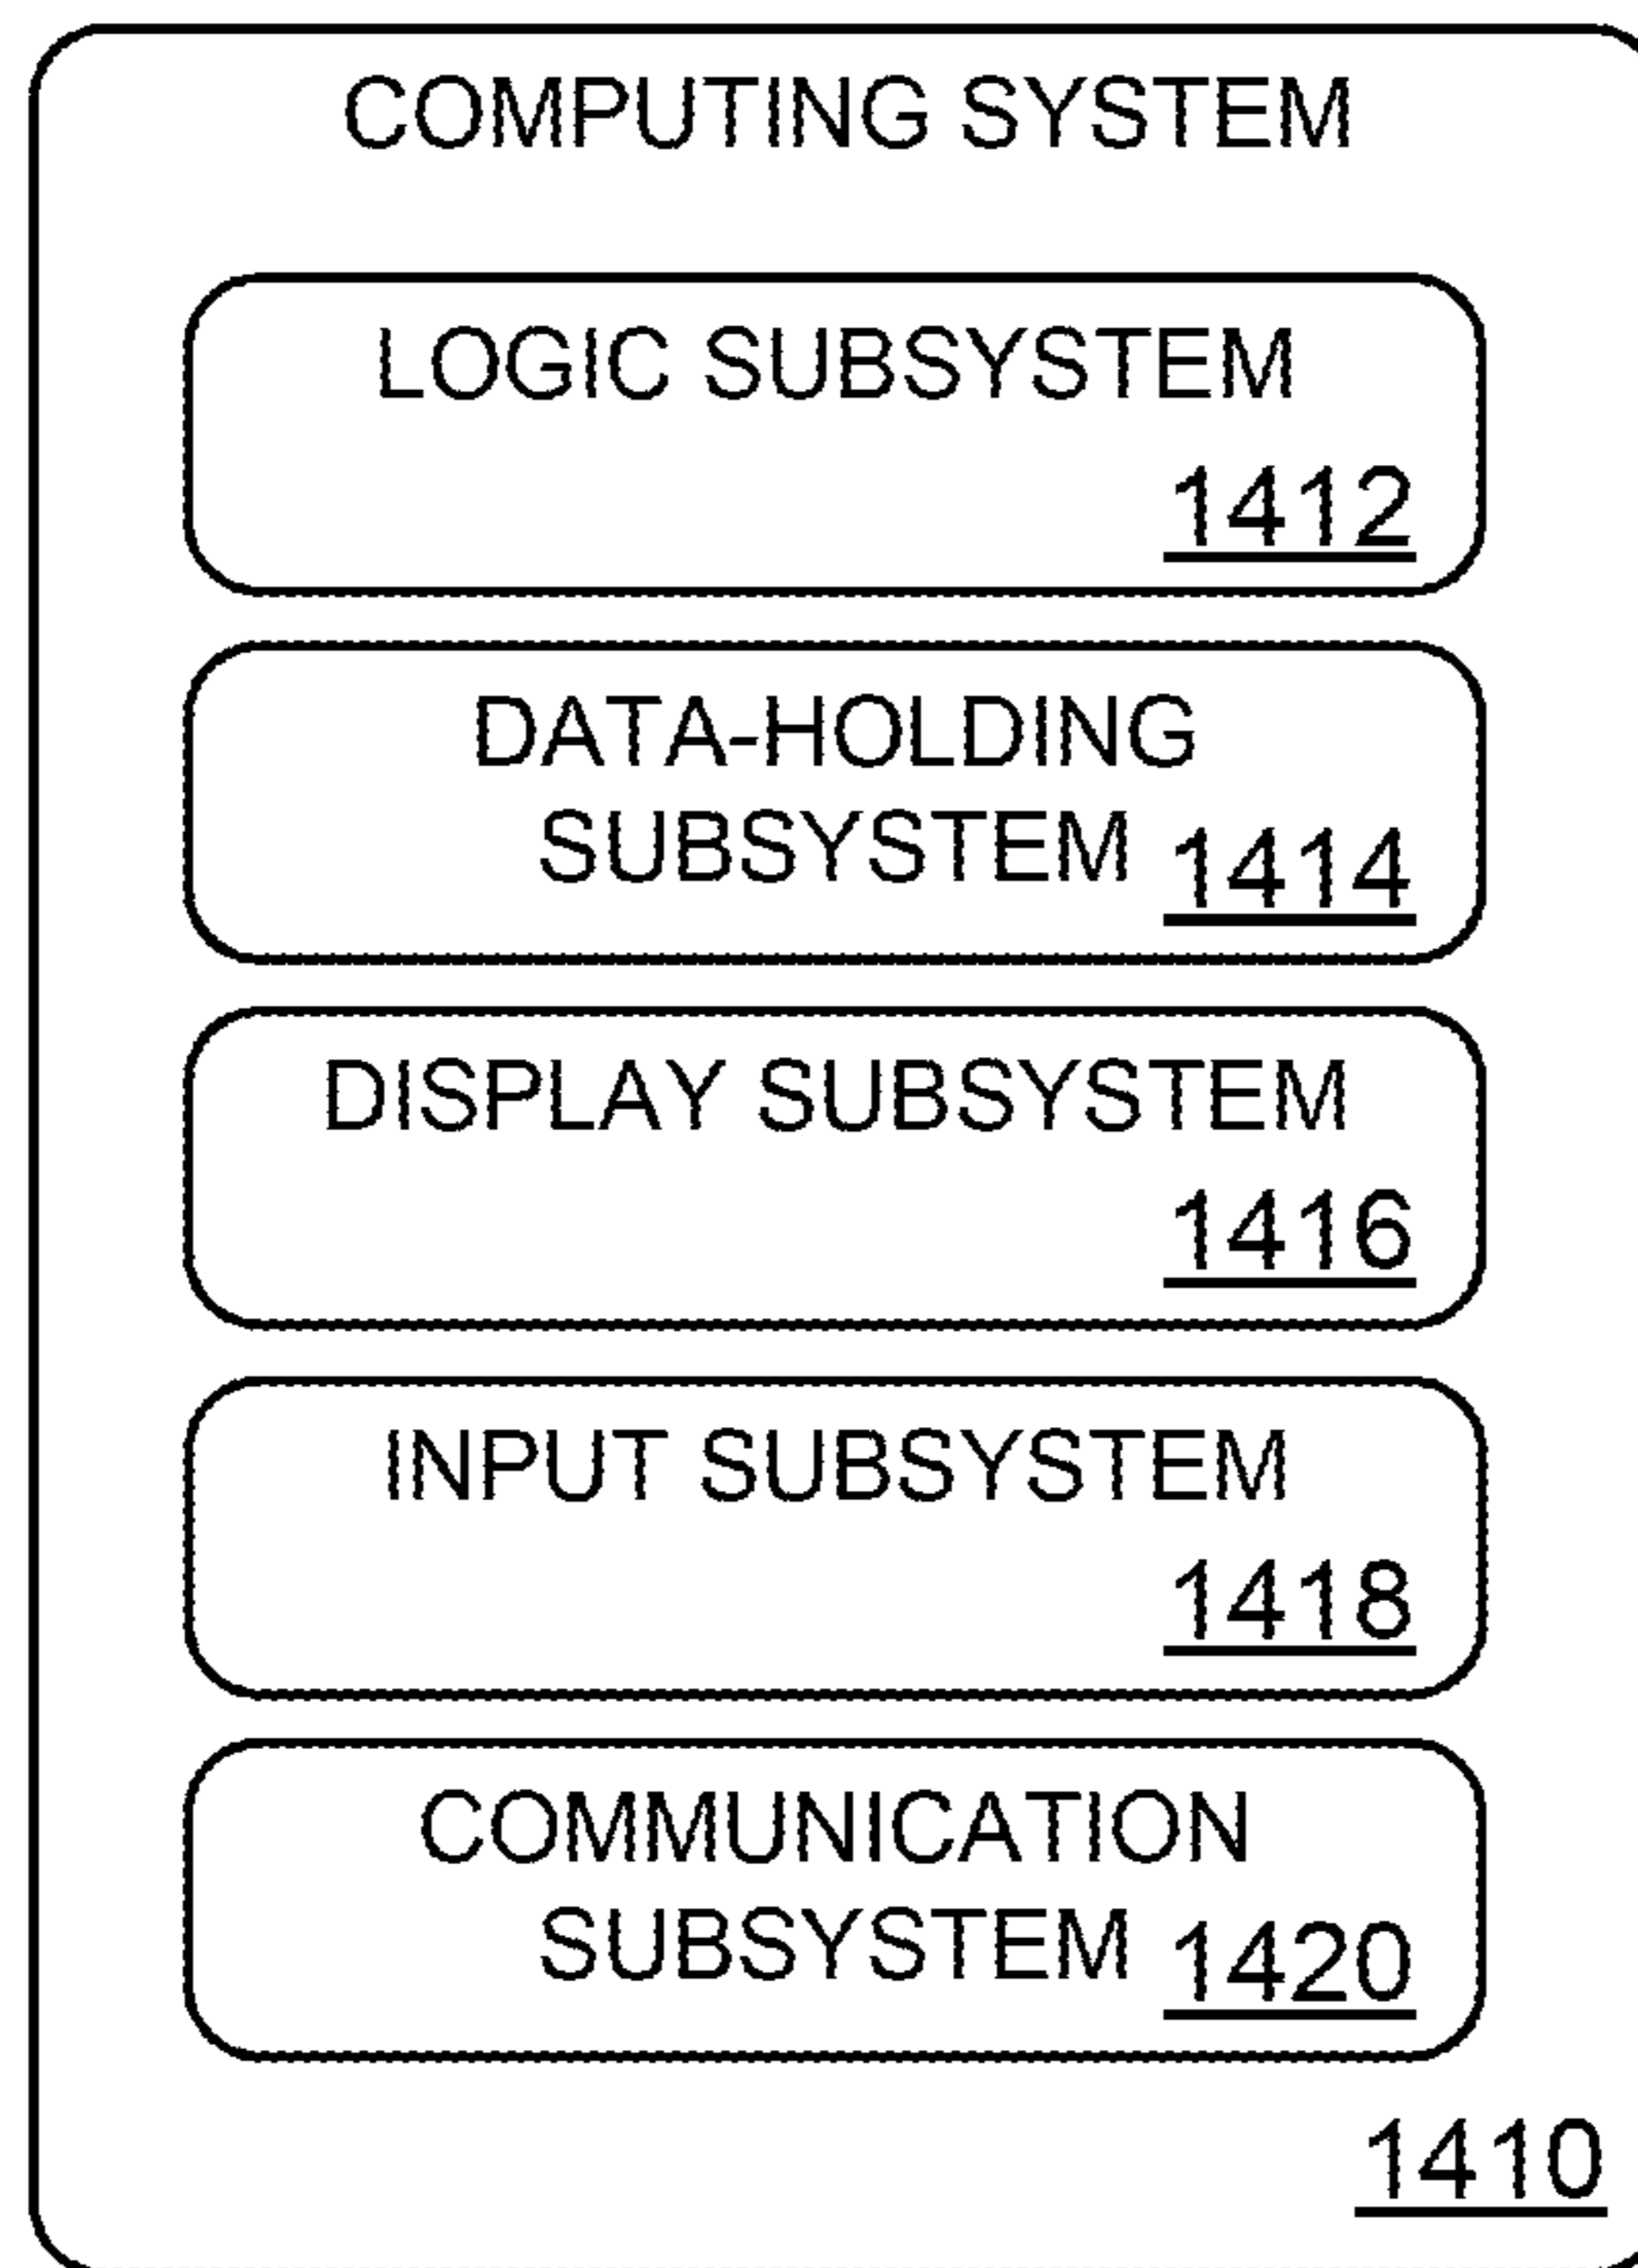 COMPUTING SYSTEM
LOGIC SUBSYSTEM
1412
DATA-HOLDING
SUBSYSTEM 1414
DISPLAY SUBSYSTEM
1416
INPUT SUBSYSTEM
1418
COMMUNICATION
SUBSYSTEM 1420
1410